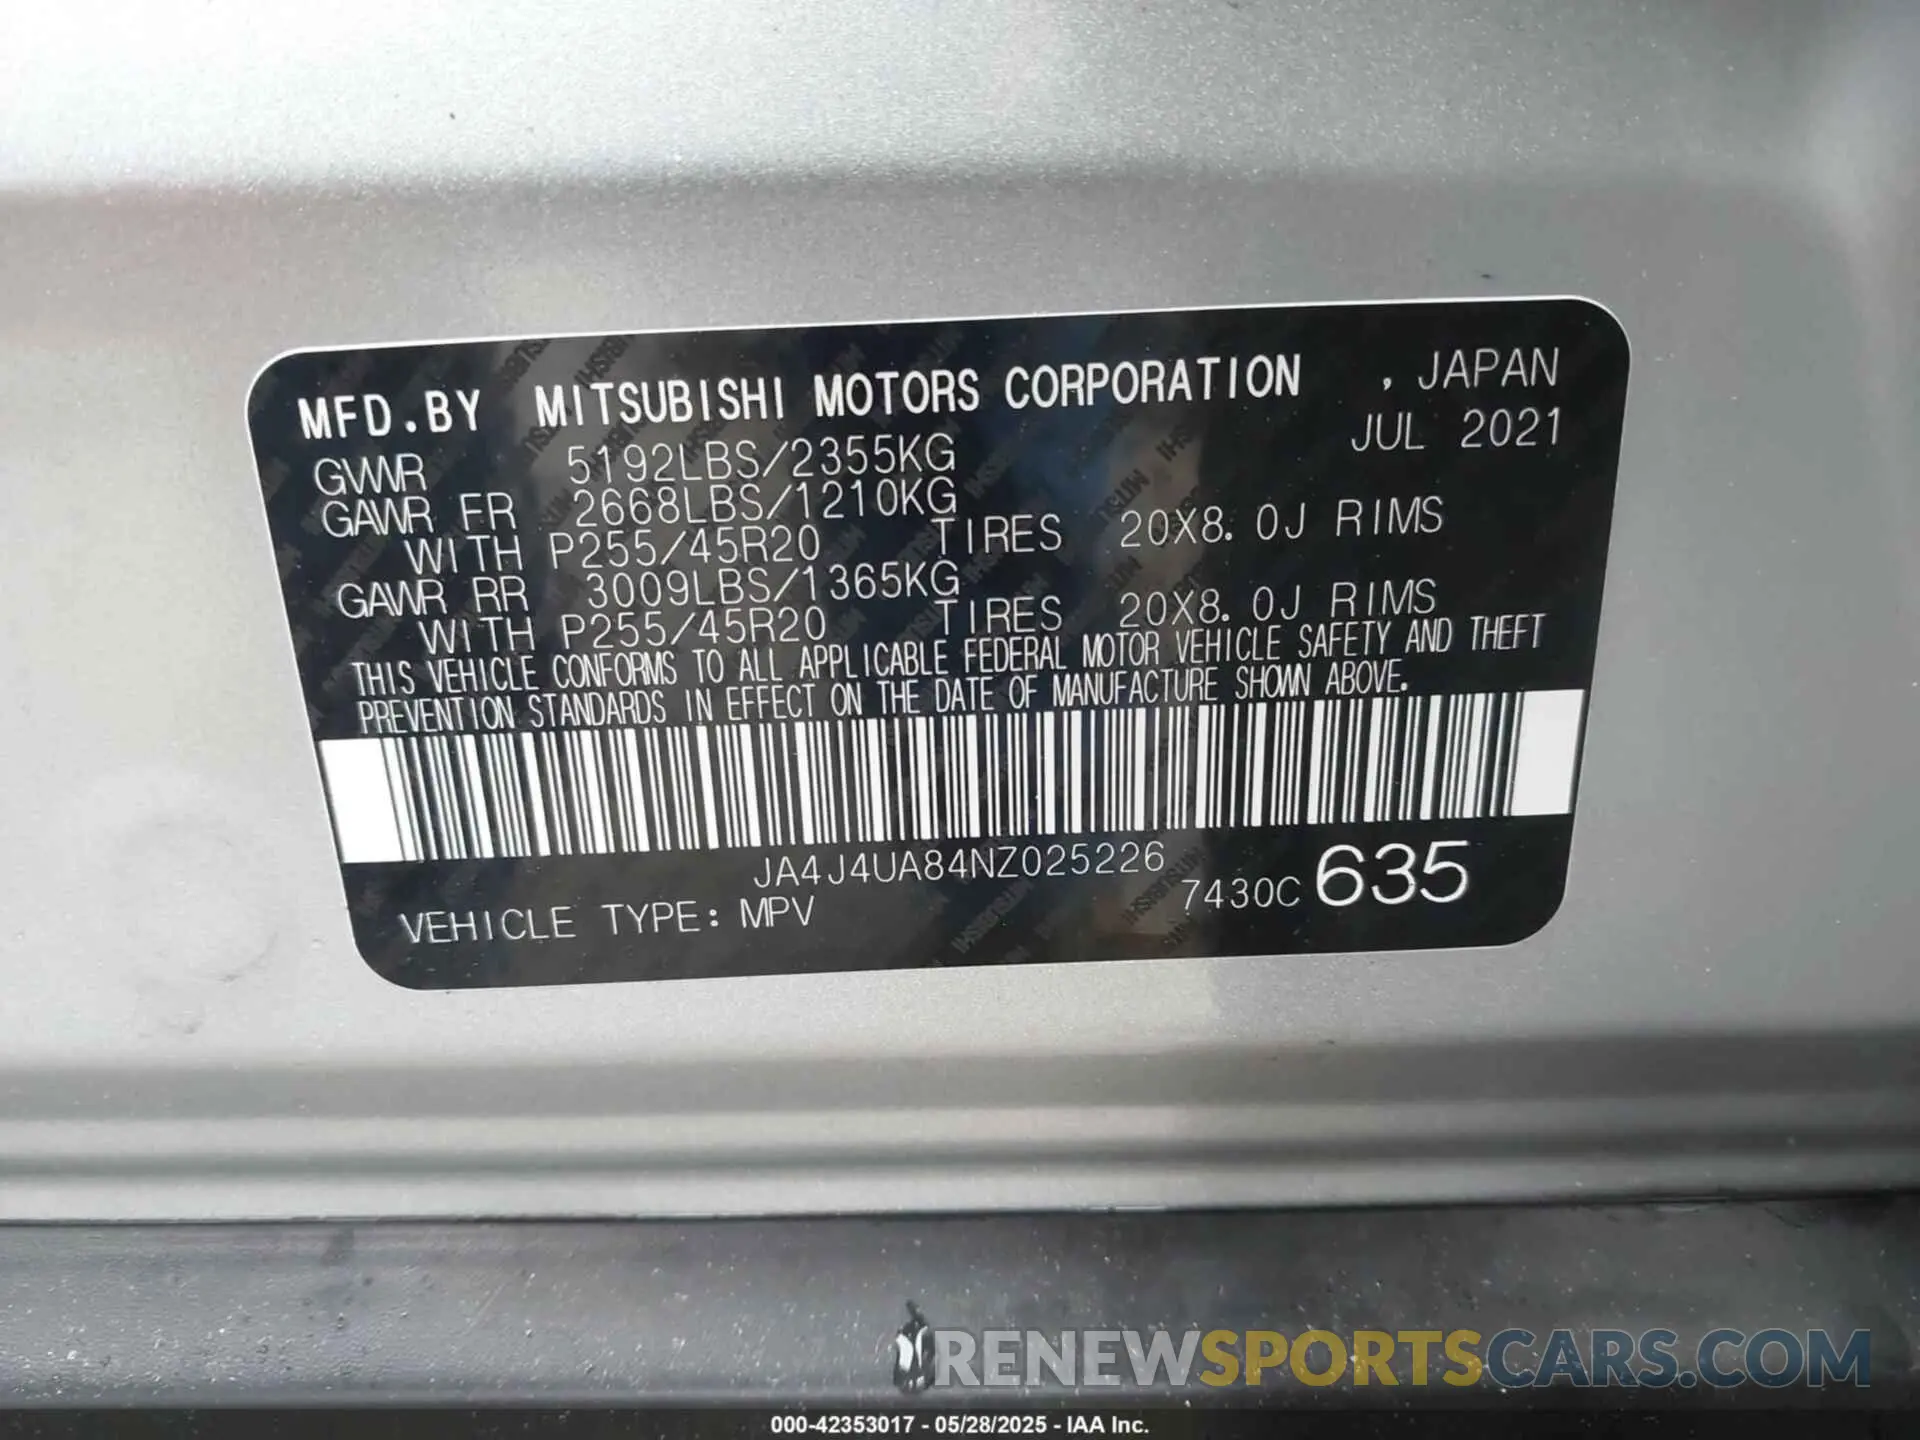 MFD.BY MITSUBISHI MOTORS CORPORATION , JAPAN
JUL 2021
GVWR 5192LBS/2355KG
GAWR FR 2668LBS/1210KG
WITH P255/45R20 TIRES 20X8.0J RIMS
GAWR RR 3009LBS/1365KG
WITH P255/45R20 TIRES 20X8.0J RIMS
THIS VEHICLE CONFORMS TO ALL APPLICABLE FEDERAL MOTOR VEHICLE SAFETY AND THEFT
PREVENTION STANDARDS IN EFFECT ON THE DATE OF MANUFACTURE SHOWN ABOVE.
JA4J4UA84NZ025226
VEHICLE TYPE: MPV 7430C 635
RENEWSPORTSCARS.COM
000-42353017 - 05/28/2025 - IAA Inc.